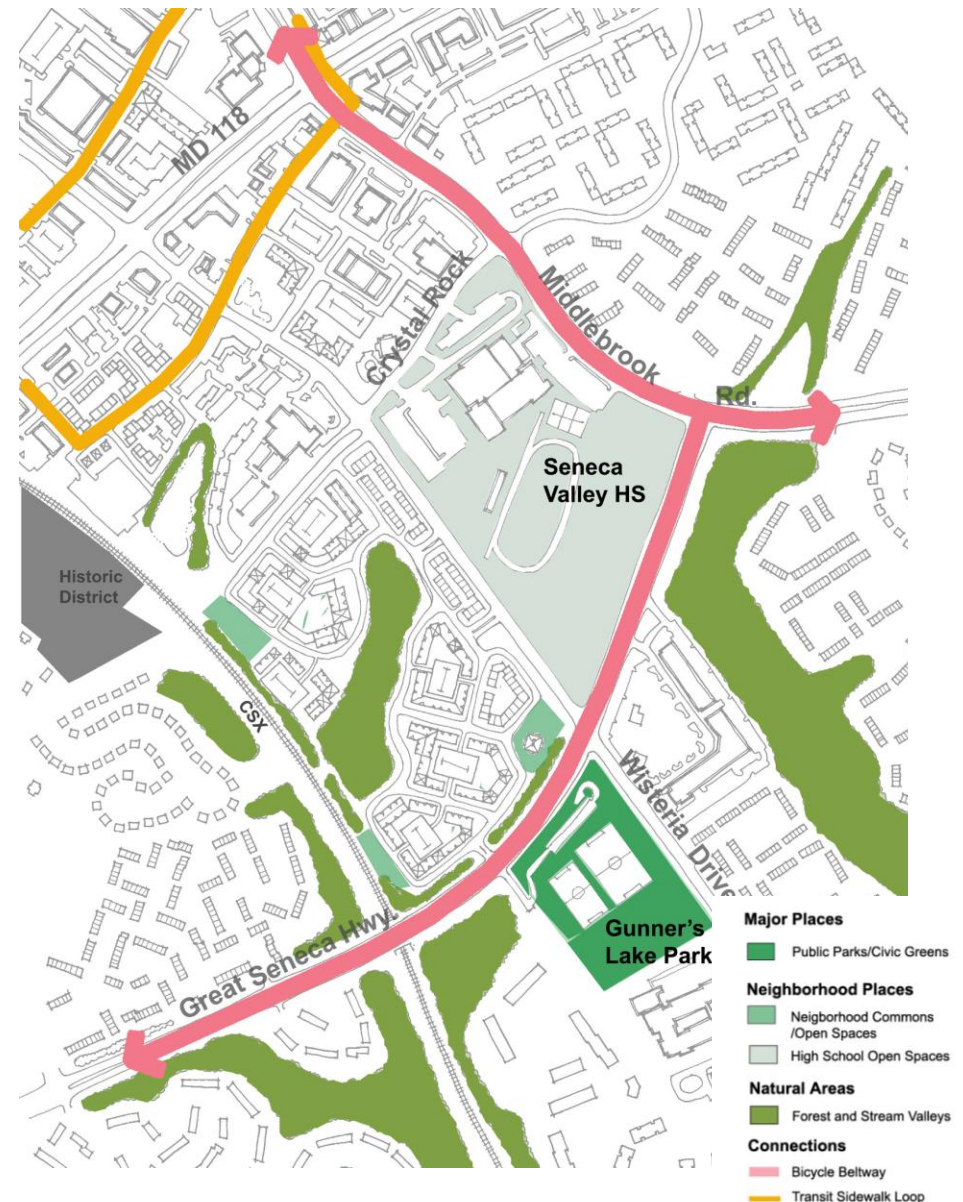 MD 118
Crystal Rock
Middlebrook
Rd.
Seneca
Valley HS
Historic
District
CSX
Wisteria Drive
Gunner's
Lake Park
Great Seneca Hwy.
Major Places
Public Parks/Civic Greens
Neighborhood Places
Neigborhood Commons
/Open Spaces
High School Open Spaces
Natural Areas
Forest and Stream Valleys
Connections
Bicycle Beltway
Transit Sidewalk Loop